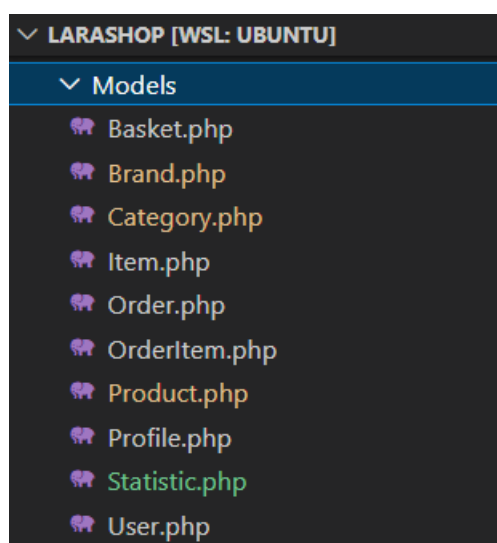 LARASHOP [WSL: UBUNTU]
Models
Basket.php
Brand.php
Category.php
Item.php
Order.php
OrderItem.php
Product.php
Profile.php
Statistic.php
User.php